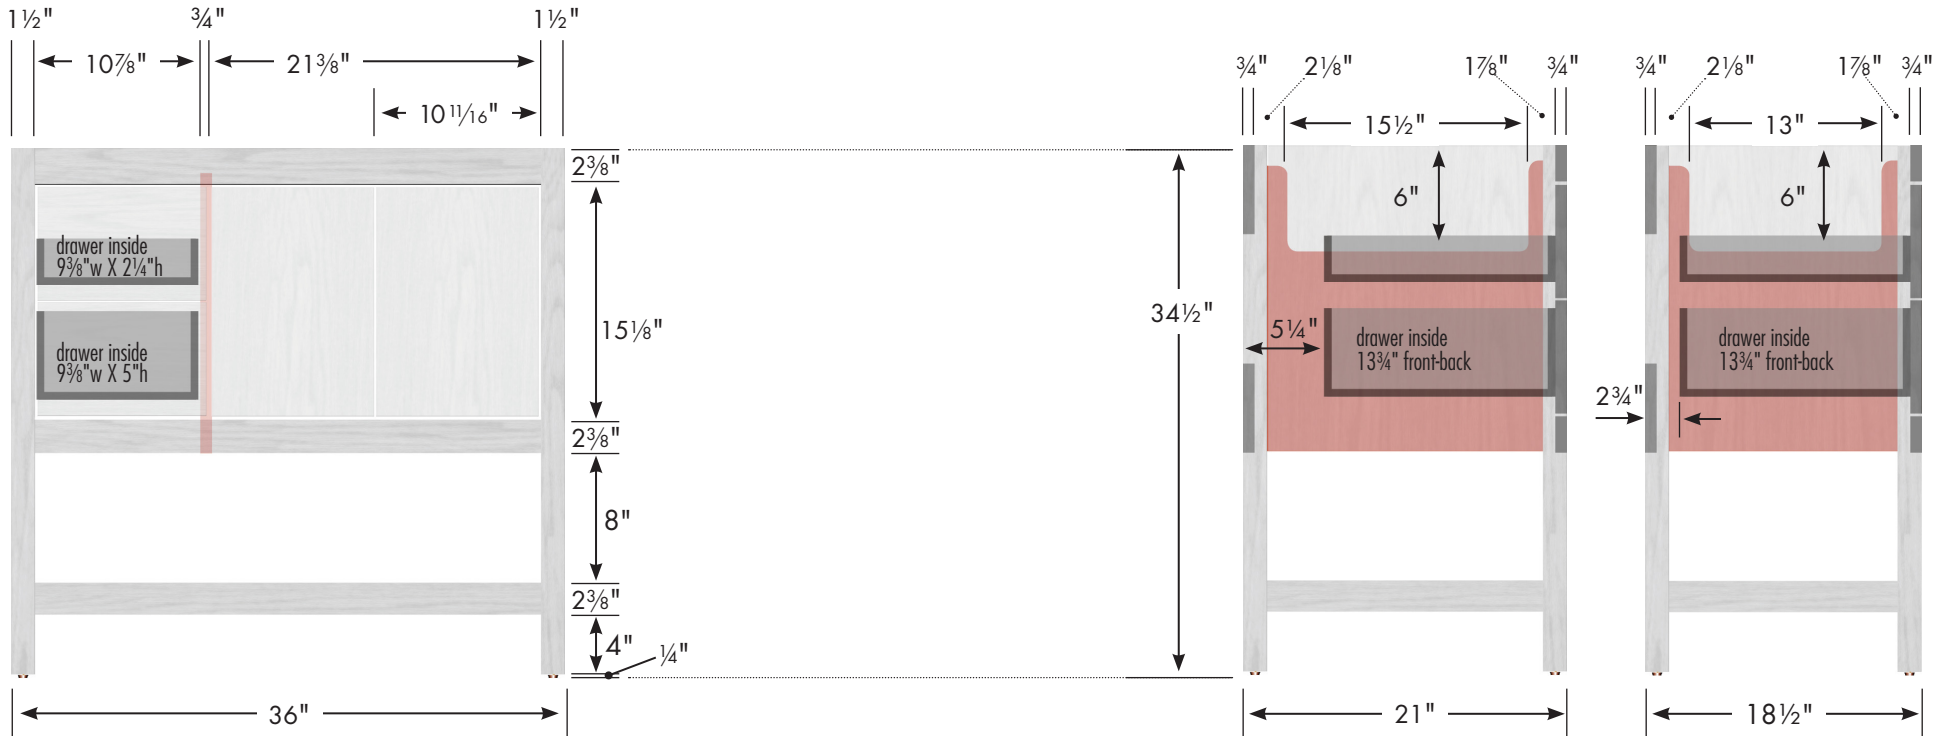 1½" ¾" 1½"
10⅞" 21⅜"
10 11/16"
2⅜"
drawer inside
9⅜"w X 2¼"h
15⅛"
drawer inside
9⅜"w X 5"h
2⅜"
8"
2⅜"
4" ¼"
36"
34½"
¾" 2⅛" 1⅞" ¾"
15½"
6"
5¼"
drawer inside
13¾" front-back
21"
¾" 2⅛" 1⅞" ¾"
13"
6"
drawer inside
13¾" front-back
2¾"
18½"